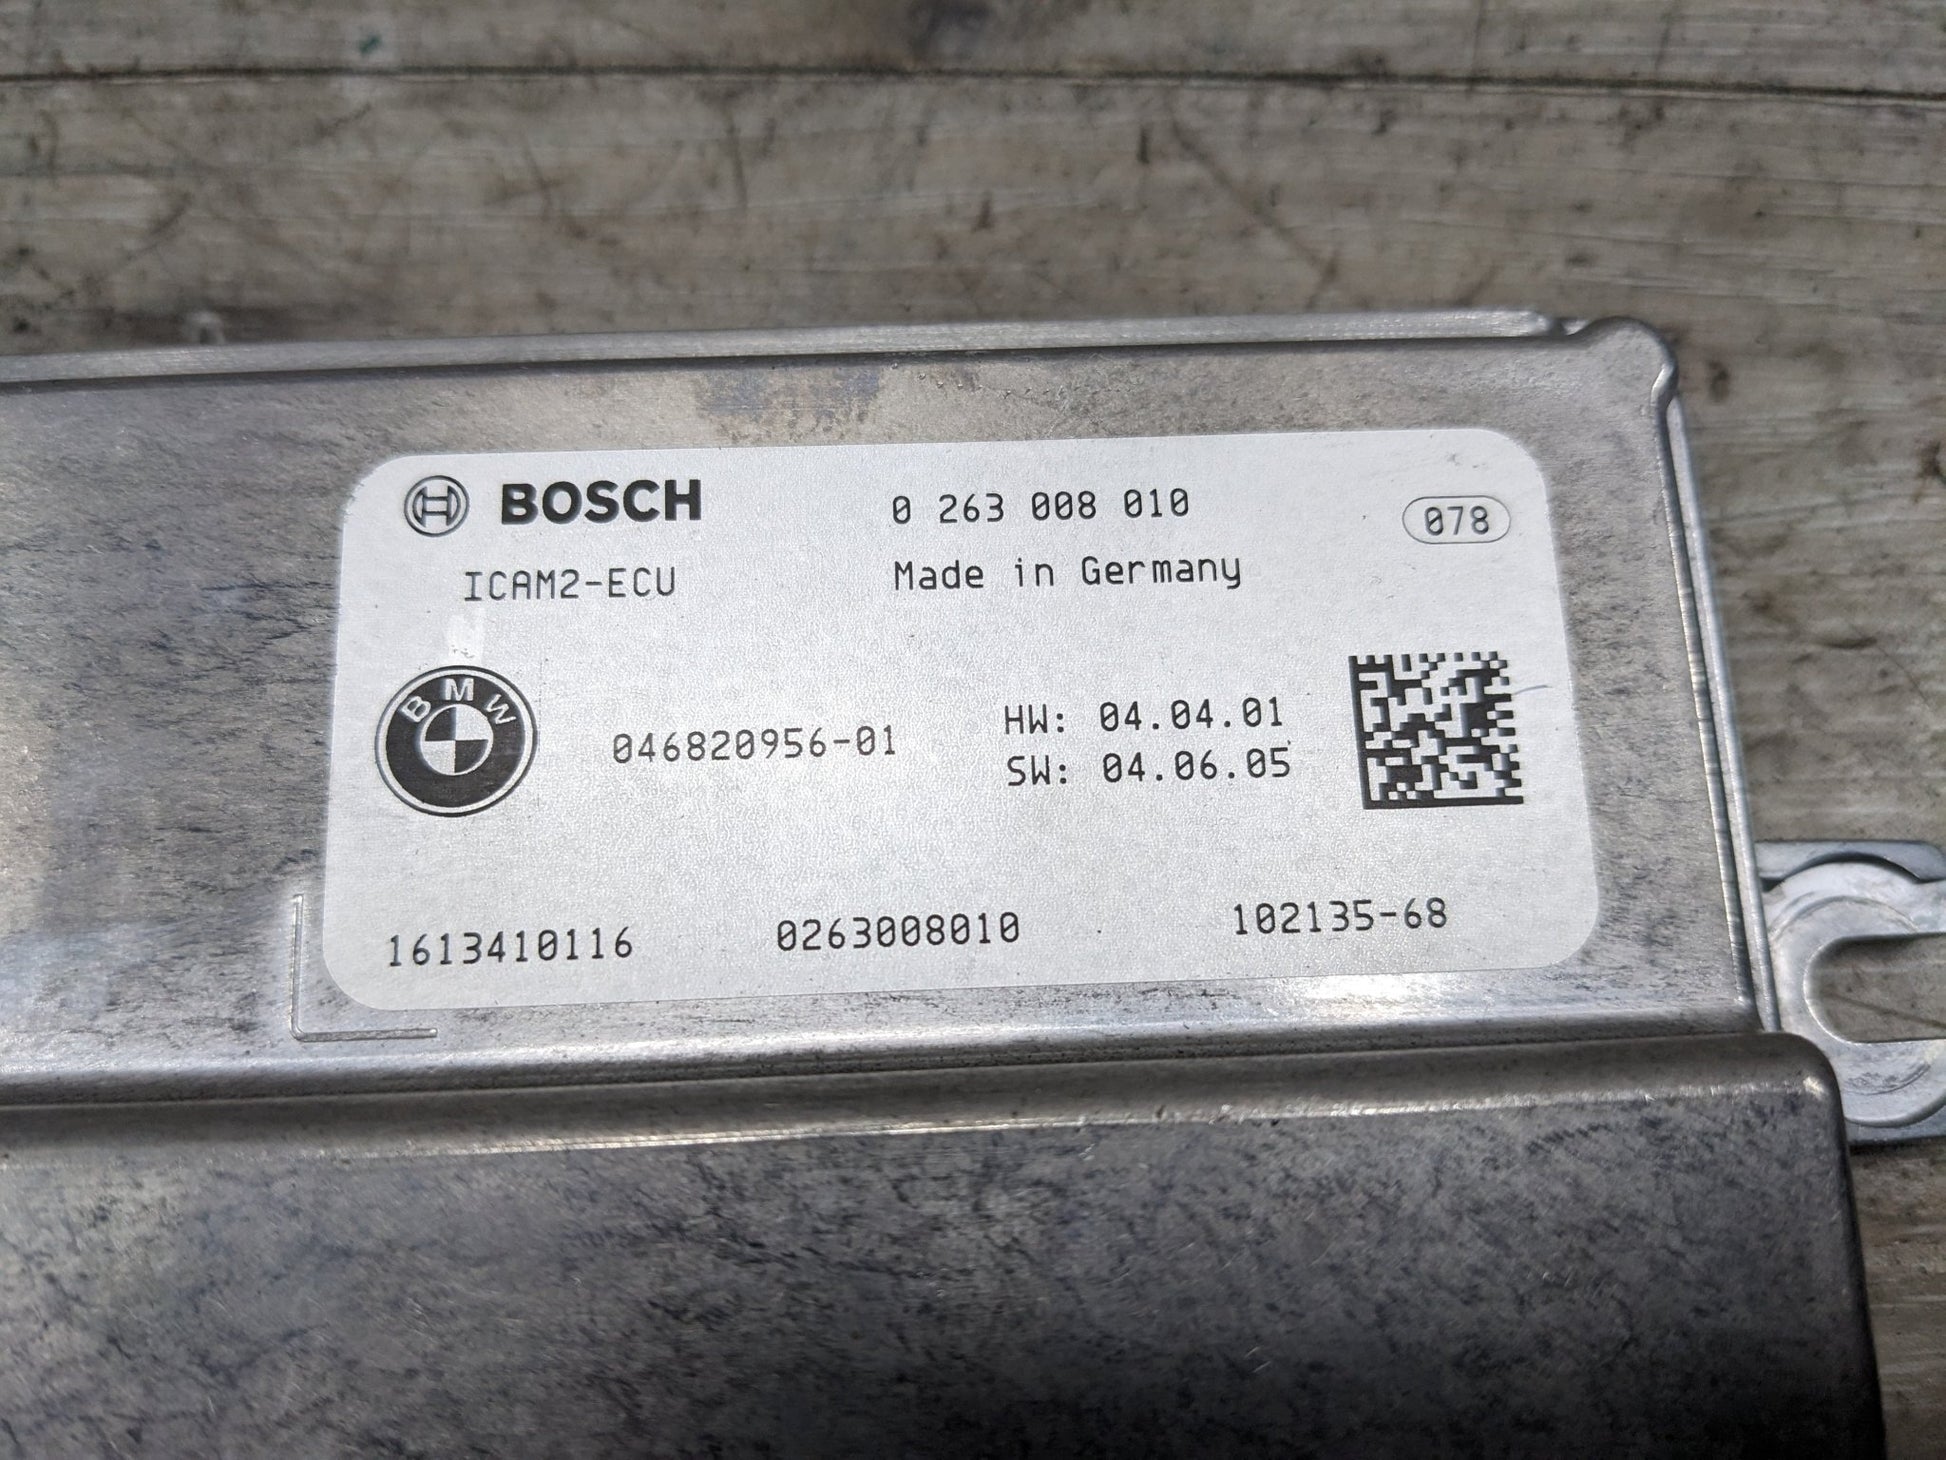 BOSCH 0 263 008 010 078
ICAM2-ECU Made in Germany
BMW 046820956-01 HW: 04.04.01
SW: 04.06.05
1613410116 0263008010 102135-68